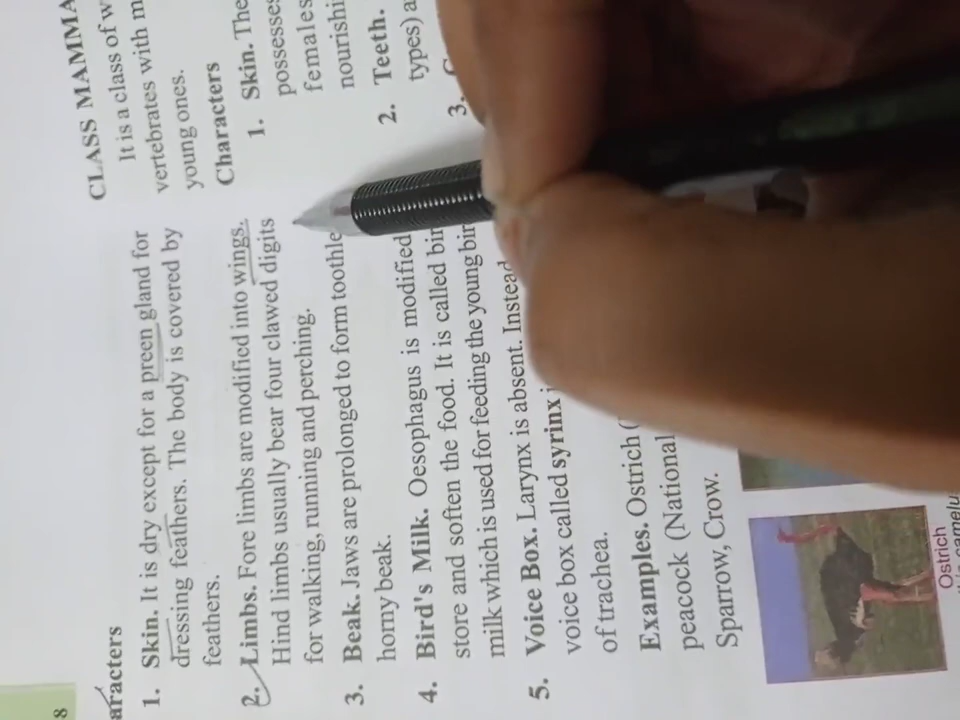 8
aracters
1. Skin. It is dry except for a preen gland for
dressing feathers. The body is covered by
feathers.
2. Limbs. Fore limbs are modified into wings.
Hind limbs usually bear four clawed digits
for walking, running and perching.
3. Beak. Jaws are prolonged to form toothle
horny beak.
4. Bird's Milk. Oesophagus is modified
store and soften the food. It is called bir
milk which is used for feeding the young bir
5. Voice Box. Larynx is absent. Instead
voice box called syrinx
of trachea.
Examples. Ostrich (
peacock (National
Sparrow, Crow.
Ostrich
camelu
CLASS MAMMA
It is a class of w
vertebrates with m
young ones.
Characters
1. Skin. The
possesses
females
nourishi
2. Teeth.
types) a
3.